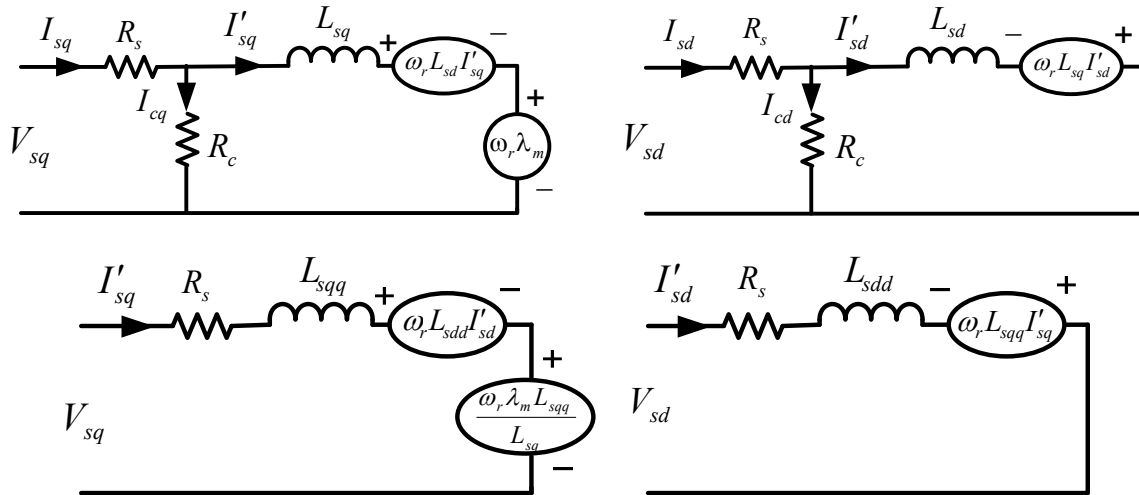 I_sq R_s I'_sq L_sq + ω_r L_sd I'_sq −
I_cq
V_sq R_c + ω_r λ_m −
I_sd R_s I'_sd L_sd − ω_r L_sq I'_sd +
I_cd
V_sd R_c
I'_sq R_s L_sqq + ω_r L_sdd I'_sd −
V_sq + ω_r λ_m L_sqq / L_sq −
I'_sd R_s L_sdd − ω_r L_sqq I'_sq +
V_sd